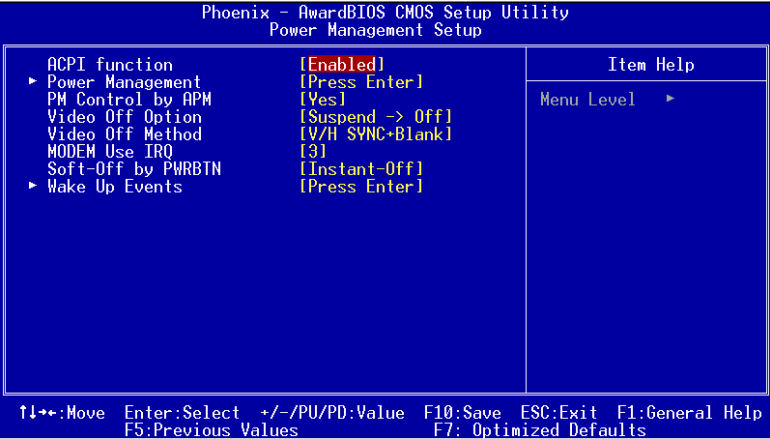 Phoenix - AwardBIOS CMOS Setup Utility
Power Management Setup
ACPI function [Enabled]
Item Help
► Power Management [Press Enter]
PM Control by APM [Yes]
Menu Level ►
Video Off Option [Suspend -> Off]
Video Off Method [V/H SYNC+Blank]
MODEM Use IRQ [3]
Soft-Off by PWRBTN [Instant-Off]
► Wake Up Events [Press Enter]
↑↓→←:Move Enter:Select +/-/PU/PD:Value F10:Save ESC:Exit F1:General Help
F5:Previous Values F7: Optimized Defaults